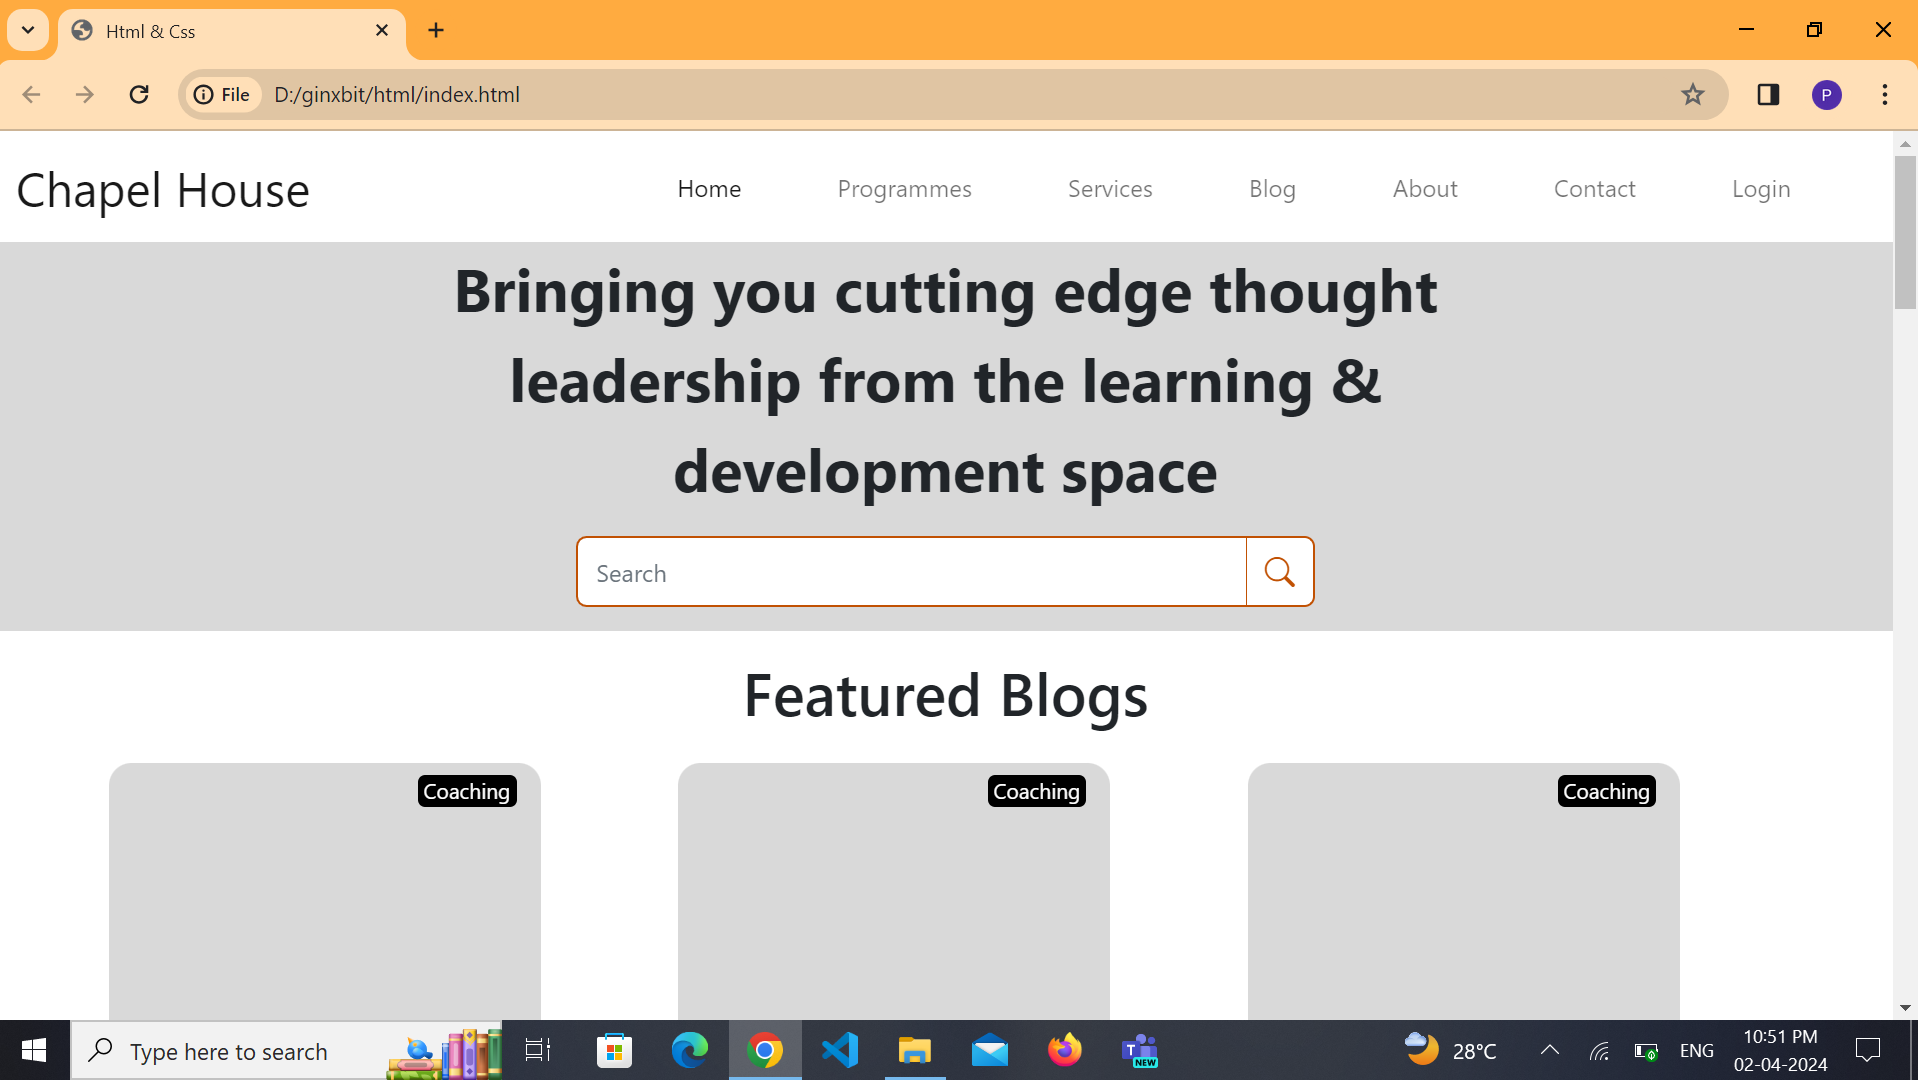 Html & Css
File
D:/ginxbit/html/index.html
P
Chapel House
Home
Programmes
Services
Blog
About
Contact
Login
Bringing you cutting edge thought
leadership from the learning &
development space
Search
Featured Blogs
Coaching
Coaching
Coaching
Type here to search
T
NEW
28°C
ENG
10:51 PM
02-04-2024